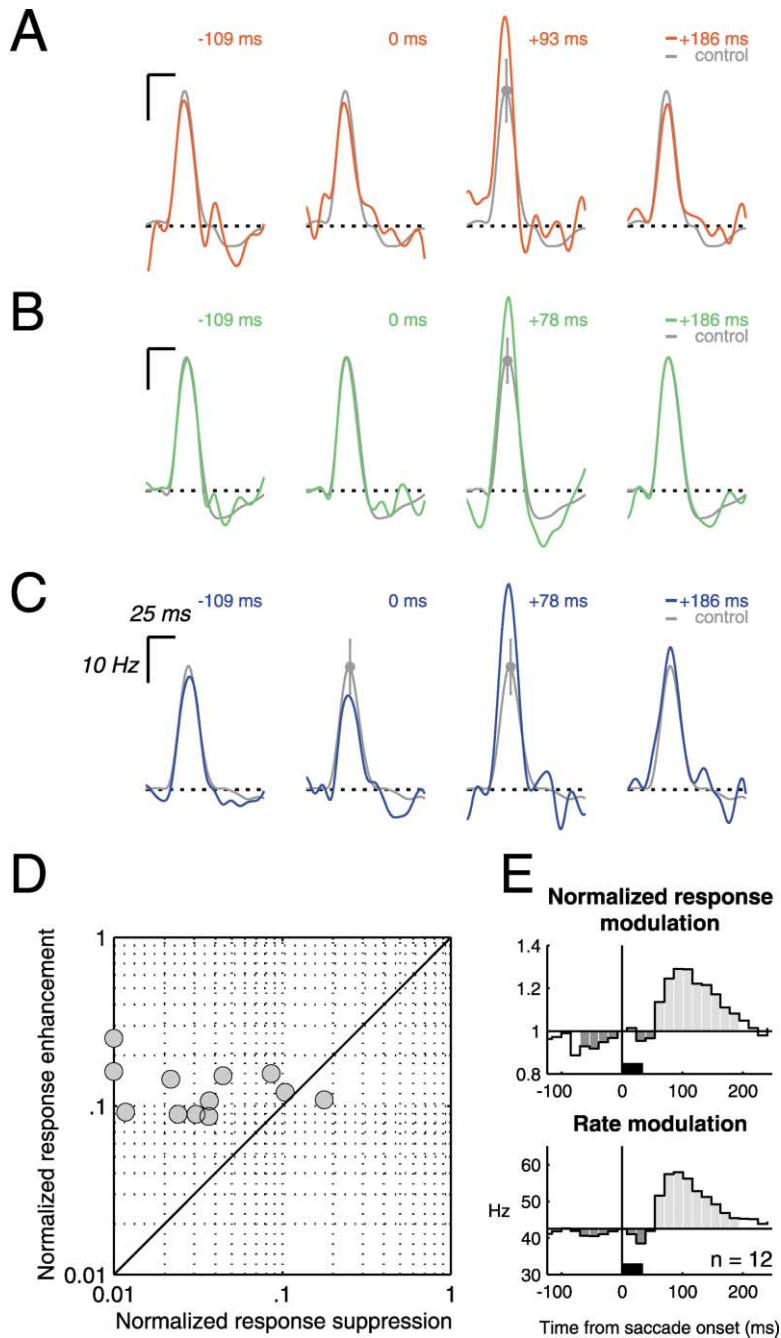 A
-109 ms
0 ms
+93 ms
+186 ms
control
B
-109 ms
0 ms
+78 ms
+186 ms
control
C
25 ms
10 Hz
-109 ms
0 ms
+78 ms
+186 ms
control
D
Normalized response enhancement
1
.1
0.01
0.01
.1
1
Normalized response suppression
E
Normalized response
modulation
1.4
1
0.8
-100
0
100
200
Rate modulation
60
50
Hz
40
30
n = 12
-100
0
100
200
Time from saccade onset (ms)